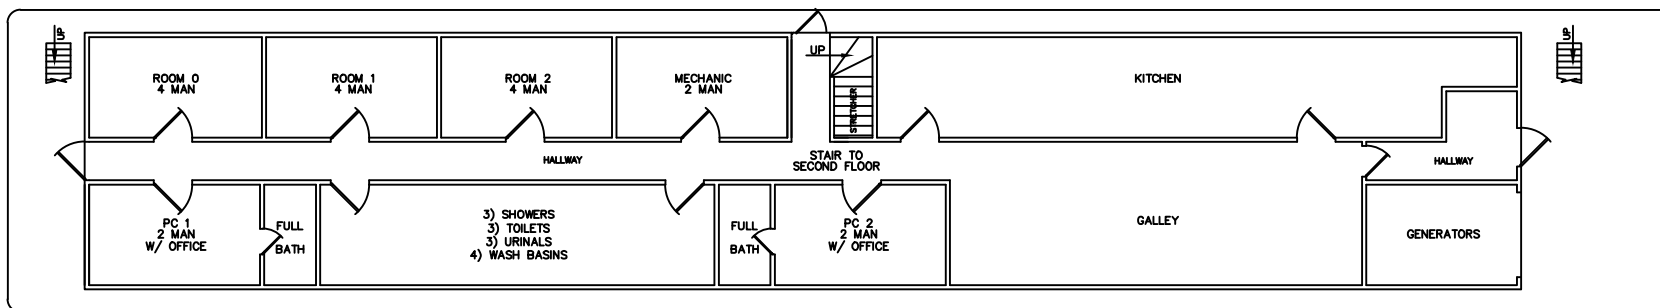 UP
ROOM 0
4 MAN
ROOM 1
4 MAN
ROOM 2
4 MAN
MECHANIC
2 MAN
UP
STRETCHER
KITCHEN
UP
HALLWAY
STAIR TO
SECOND FLOOR
HALLWAY
PC 1
2 MAN
W/ OFFICE
FULL
BATH
3) SHOWERS
3) TOILETS
3) URINALS
4) WASH BASINS
FULL
BATH
PC 2
2 MAN
W/ OFFICE
GALLEY
GENERATORS